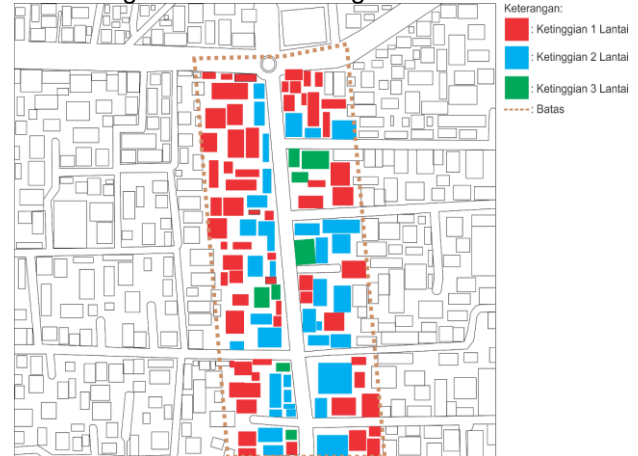 Keterangan:
: Ketinggian 1 Lantai
: Ketinggian 2 Lantai
: Ketinggian 3 Lantai
: Batas